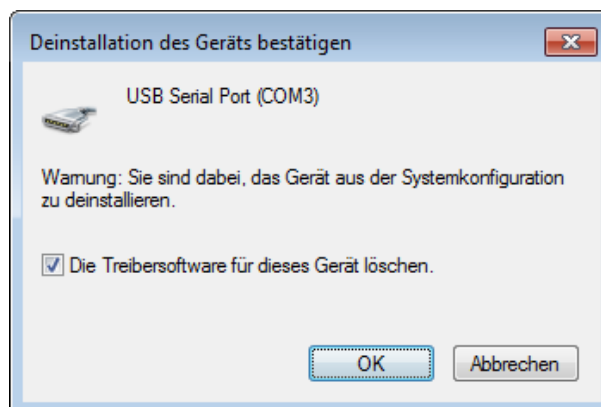 Deinstallation des Geräts bestätigen
USB Serial Port (COM3)
Warnung: Sie sind dabei, das Gerät aus der Systemkonfiguration
zu deinstallieren.
Die Treibersoftware für dieses Gerät löschen.
OK
Abbrechen